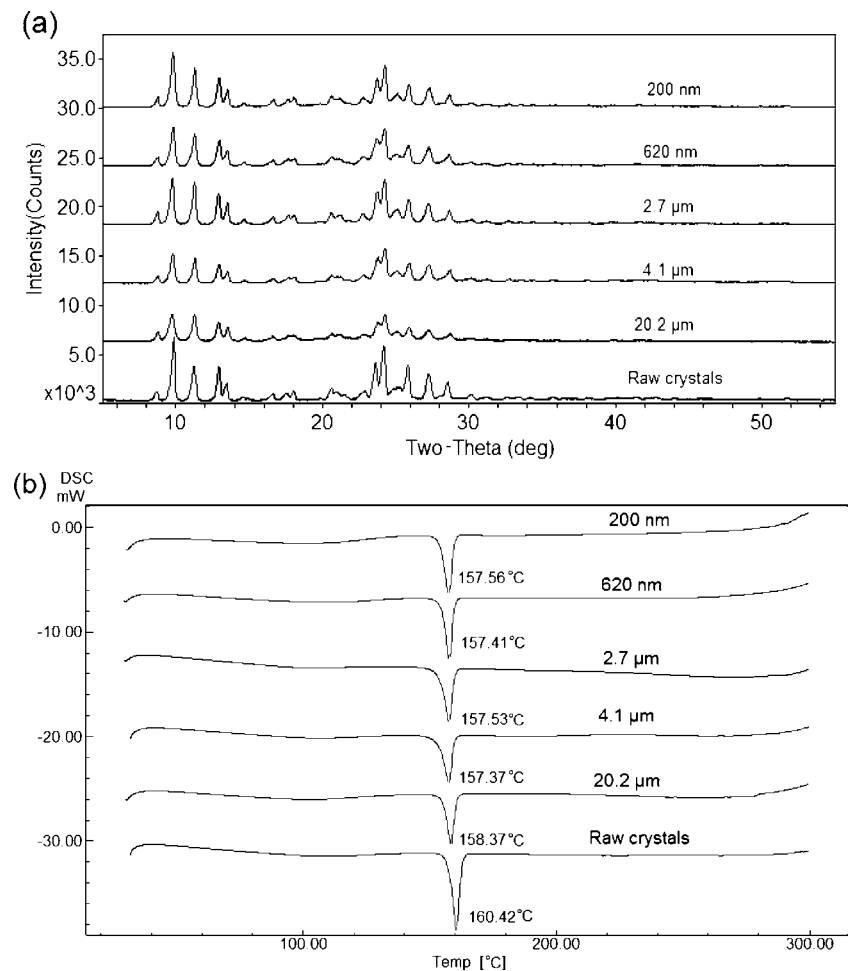 (a)
Intensity(Counts)
35.0
30.0
25.0
20.0
15.0
10.0
5.0
x10^3
200 nm
620 nm
2.7 µm
4.1 µm
20.2 µm
Raw crystals
10 20 30 40 50
Two-Theta (deg)
(b)
DSC
mW
0.00
-10.00
-20.00
-30.00
200 nm
157.56°C
620 nm
157.41°C
2.7 µm
157.53°C
4.1 µm
157.37°C
20.2 µm
158.37°C
Raw crystals
160.42°C
100.00 200.00 300.00
Temp [°C]